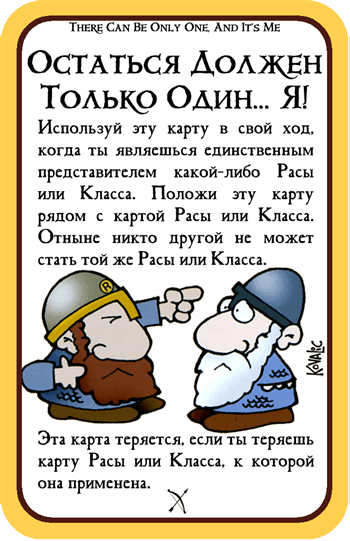 There Can Be Only One, And It's Me
Остаться Должен
Только Один... Я!
Используй эту карту в свой ход,
когда ты являешься единственным
представителем какой-либо Расы
или Класса. Положи эту карту
рядом с картой Расы или Класса.
Отныне никто другой не может
стать той же Расы или Класса.
R
Kovalic
Эта карта теряется, если ты теряешь
карту Расы или Класса, к которой
она применена.